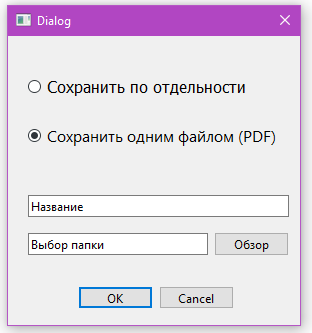 Dialog
Сохранить по отдельности
Сохранить одним файлом (PDF)
Название
Выбор папки
Обзор
OK
Cancel